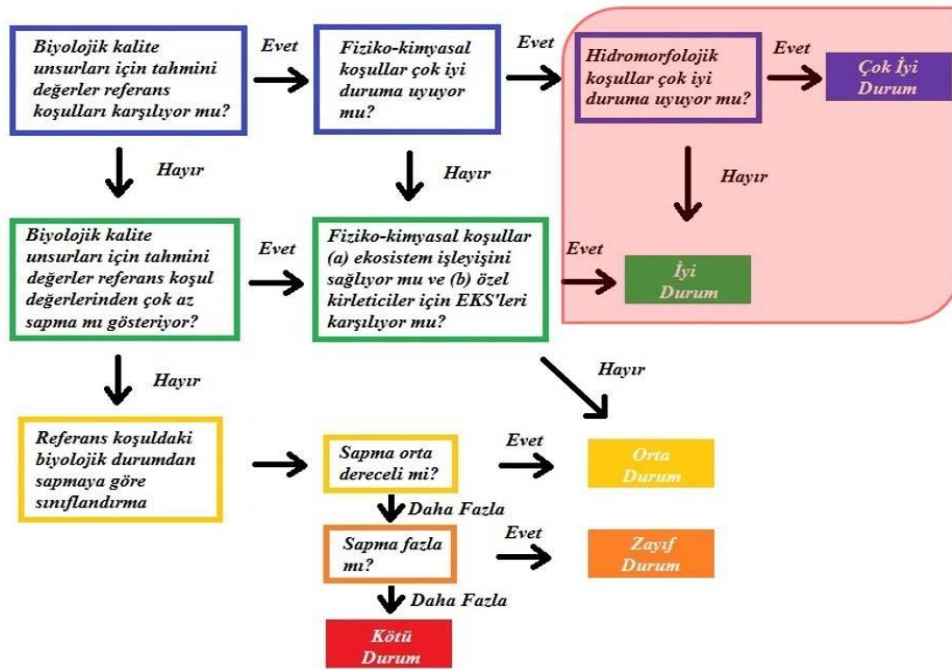 Biyolojik kalite
unsurları için tahmini
değerler referans
koşulları karşılıyor mu?
Evet
Fiziko-kimyasal
koşullar çok iyi
duruma uyuyor
mu?
Evet
Hidromorfolojik
koşullar çok iyi
duruma uyuyor mu?
Evet
Çok İyi
Durum
Hayır
Hayır
Hayır
Biyolojik kalite
unsurları için tahmini
değerler referans koşul
değerlerinden çok az
sapma mı gösteriyor?
Evet
Fiziko-kimyasal koşullar
(a) ekosistem işleyişini
sağlıyor mu ve (b) özel
kirleticiler için EKS'leri
karşılıyor mu?
Evet
İyi
Durum
Hayır
Hayır
Referans koşuldaki
biyolojik durumdan
sapmaya göre
sınıflandırma
Sapma orta
dereceli mi?
Evet
Orta
Durum
Daha Fazla
Sapma fazla
mı?
Evet
Zayıf
Durum
Daha Fazla
Kötü
Durum